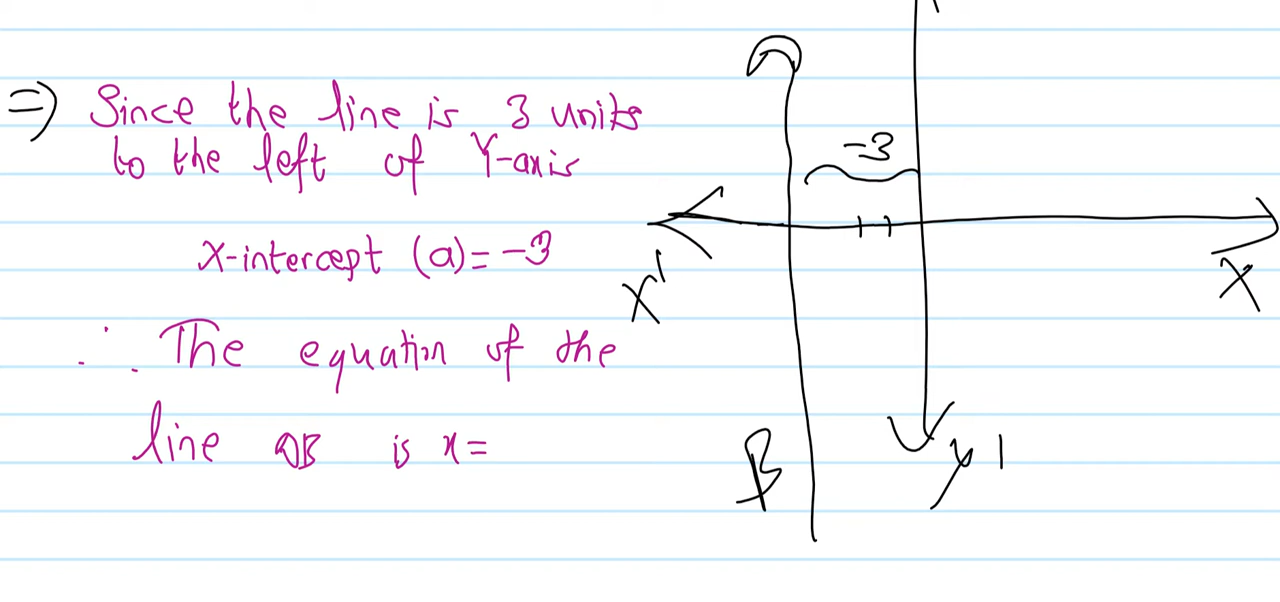 ⇒ Since the line is 3 units
to the left of Y-axis
X-intercept (a) = -3
∴ The equation of the
line AB is x=
-3
X'
X
B
y'